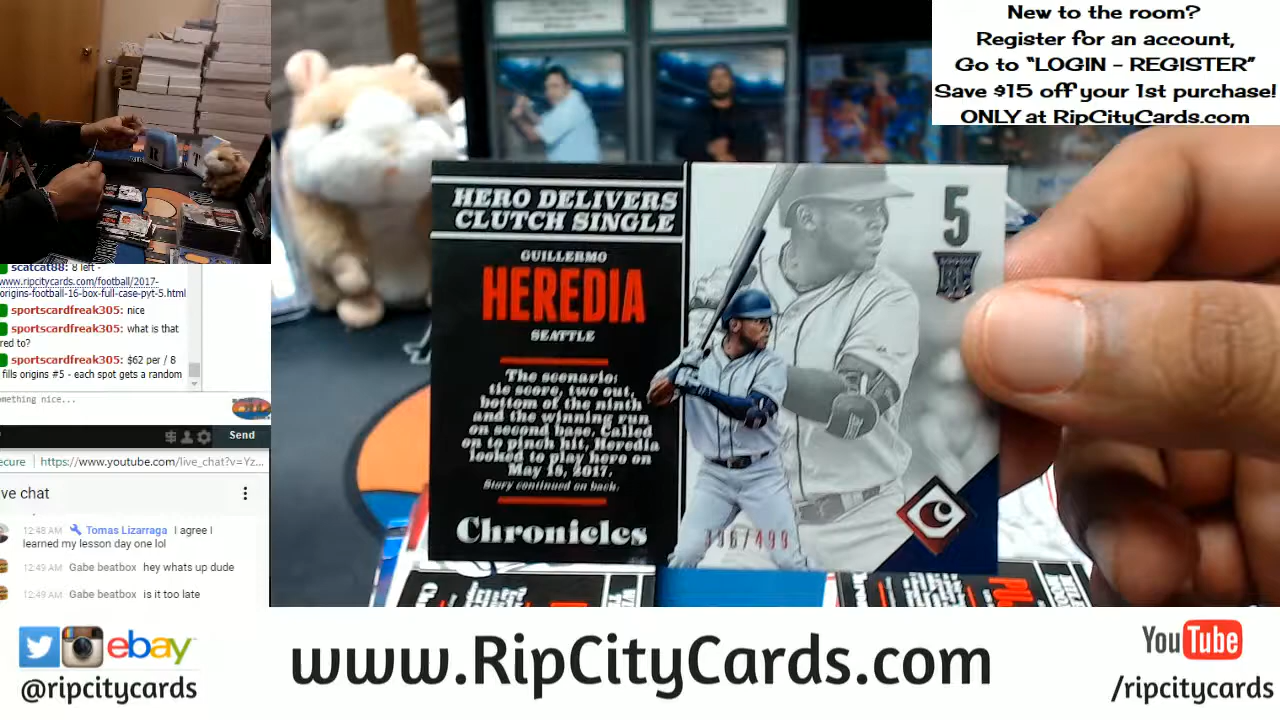 New to the room?
Register for an account,
Go to “LOGIN - REGISTER”
Save $15 off your 1st purchase!
ONLY at RipCityCards.com
HERO DELIVERS
CLUTCH SINGLE
GUILLERMO
HEREDIA
SEATTLE
The scenario:
tie score, two out,
bottom of the ninth
and the winning run
on second base. Called
on to pinch hit, Heredia
looked to play hero on
May 18, 2017.
Story continued on back.
Chronicles
5
RC
/499
R
T
scatcat88: 8 left -
www.ripcitycards.com/football/2017-
origins-football-16-box-full-case-pyt-5.html
sportscardfreak305: nice
sportscardfreak305: what is that
red to?
sportscardfreak305: $62 per / 8
fills origins #5 - each spot gets a random
mething nice...
Send
ecure
https://www.youtube.com/live_chat?v=Yz...
ve chat
12:48 AM Tomas Lizarraga I agree I
learned my lesson day one lol
12:49 AM Gabe beatbox hey whats up dude
12:49 AM Gabe beatbox is it too late
ebay
@ripcitycards
www.RipCityCards.com
YouTube
/ripcitycards